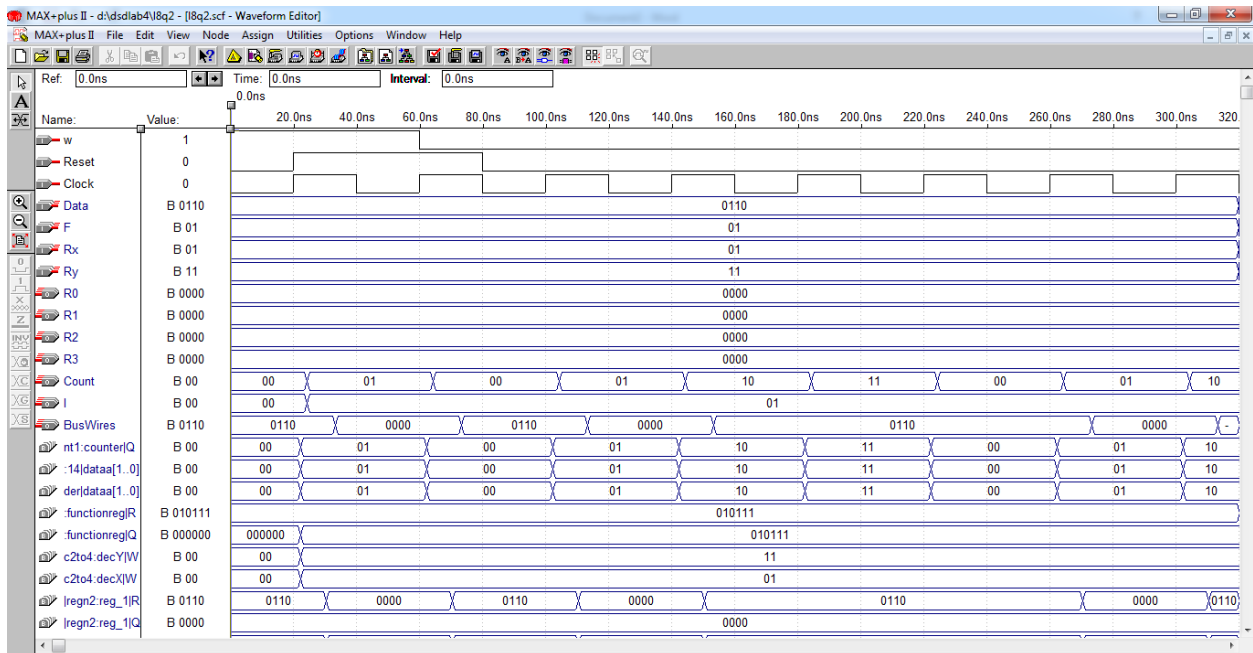 MAX+plus II - d:\dsdlab4\l8q2 - [l8q2.scf - Waveform Editor]
MAX+plus II File Edit View Node Assign Utilities Options Window Help
Ref: 0.0ns Time: 0.0ns Interval: 0.0ns
0.0ns
Name: Value: 20.0ns 40.0ns 60.0ns 80.0ns 100.0ns 120.0ns 140.0ns 160.0ns 180.0ns 200.0ns 220.0ns 240.0ns 260.0ns 280.0ns 300.0ns 320.
w 1
Reset 0
Clock 0
Data B 0110 0110
F B 01 01
Rx B 01 01
Ry B 11 11
R0 B 0000 0000
R1 B 0000 0000
R2 B 0000 0000
R3 B 0000 0000
Count B 00 00 01 00 01 10 11 00 01 10
I B 00 00 01
BusWires B 0110 0110 0000 0110 0000 0110 0000 -
nt1:counter|Q B 00 00 01 00 01 10 11 00 01 10
:14|dataa[1..0] B 00 00 01 00 01 10 11 00 01 10
der|dataa[1..0] B 00 00 01 00 01 10 11 00 01 10
:functionreg|R B 010111 010111
:functionreg|Q B 000000 000000 010111
c2to4:decY|W B 00 00 11
c2to4:decX|W B 00 00 01
|regn2:reg_1|R B 0110 0110 0000 0110 0000 0110 0000 0110
|regn2:reg_1|Q B 0000 0000